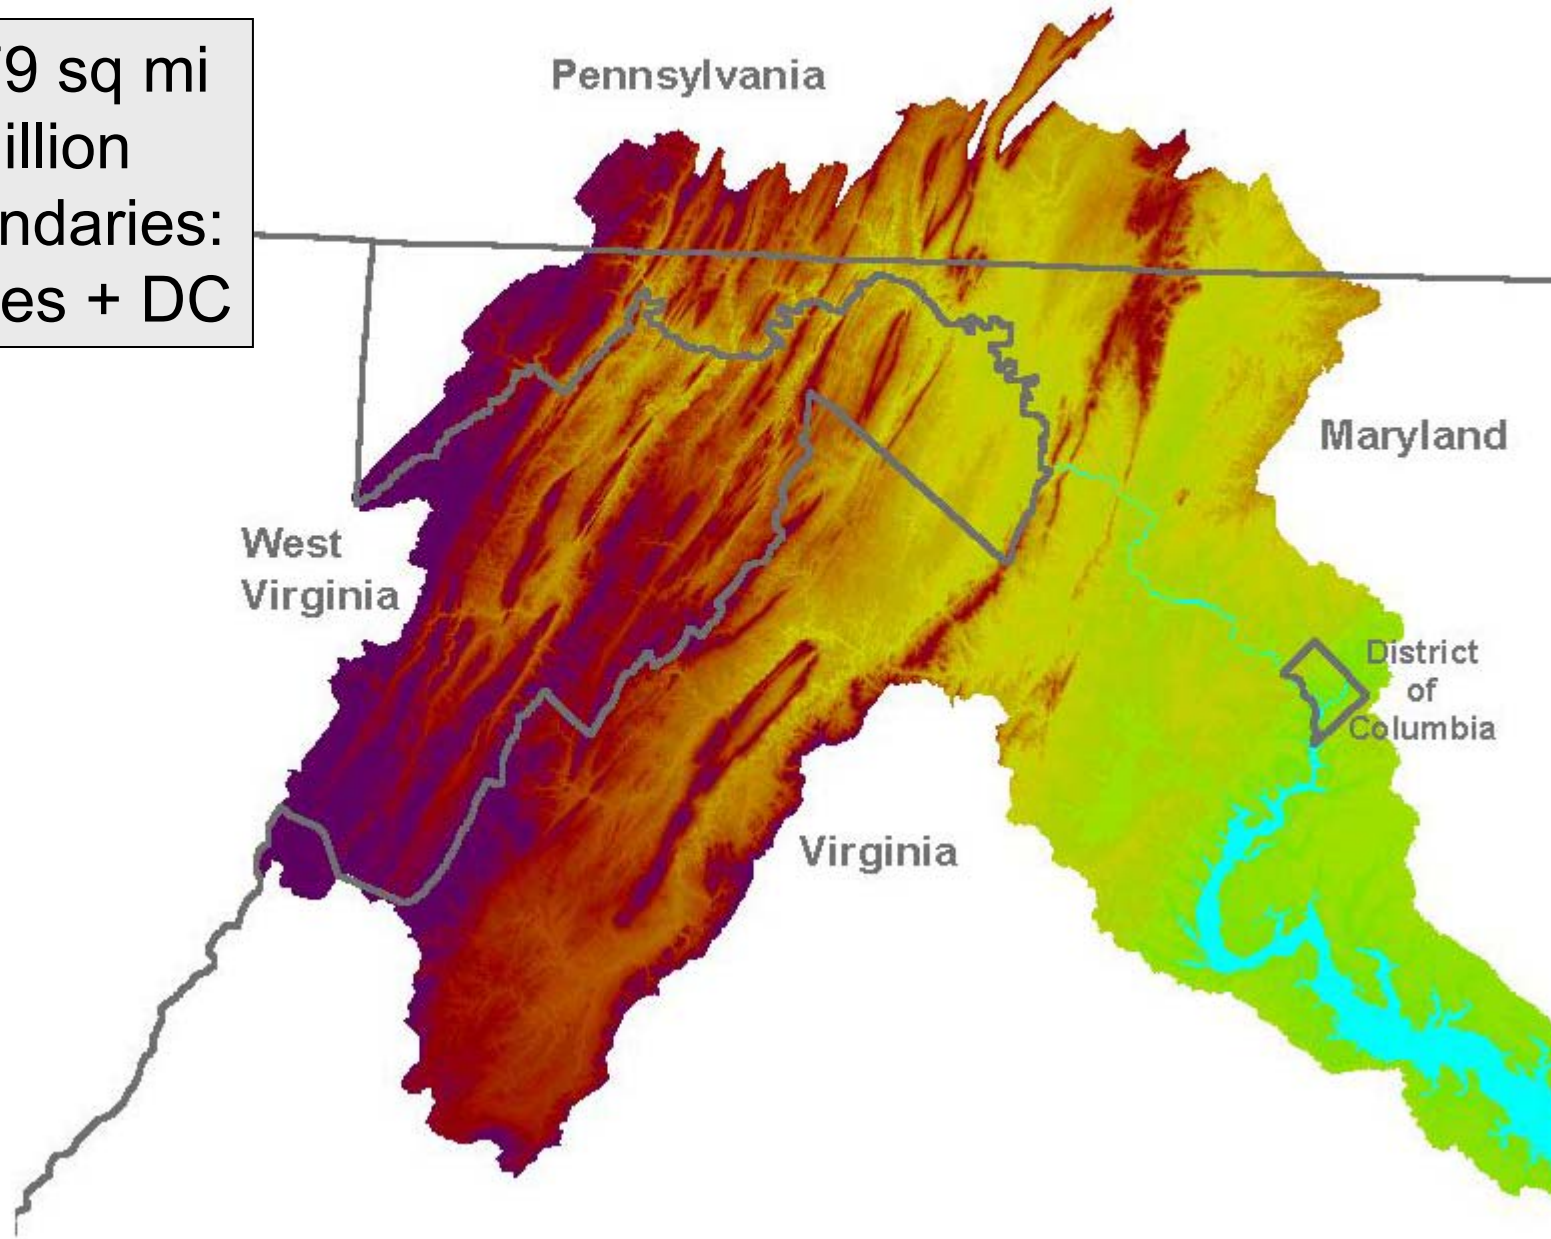 9 sq mi
illion
ndaries:
es + DC
Pennsylvania
Maryland
West
Virginia
District
of
Columbia
Virginia